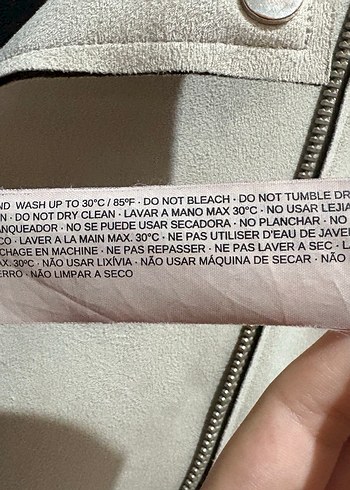 ND WASH UP TO 30°C / 85ºF · DO NOT BLEACH · DO NOT TUMBLE DR
N · DO NOT DRY CLEAN · LAVAR A MANO MAX 30°C · NO USAR LEJIA
ANQUEADOR · NO SE PUEDE USAR SECADORA · NO PLANCHAR · NO
CO · LAVER A LA MAIN MAX. 30°C · NE PAS UTILISER D'EAU DE JAVEL
CHAGE EN MACHINE · NE PAS REPASSER · NE PAS LAVER A SEC · LA
AX. 30ºC · NÃO USAR LIXÍVIA · NÃO USAR MÁQUINA DE SECAR · NÃO
ERRO · NÃO LIMPAR A SECO